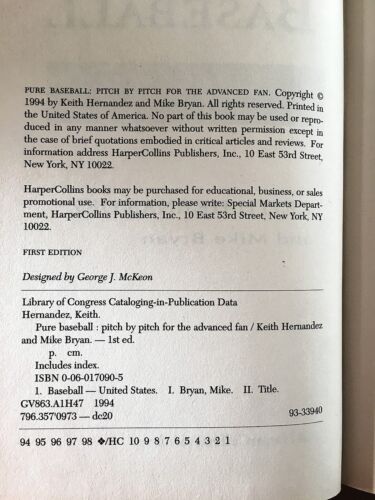 PURE BASEBALL: PITCH BY PITCH FOR THE ADVANCED FAN. Copyright ©
1994 by Keith Hernandez and Mike Bryan. All rights reserved. Printed in
the United States of America. No part of this book may be used or repro-
duced in any manner whatsoever without written permission except in
the case of brief quotations embodied in critical articles and reviews. For
information address HarperCollins Publishers, Inc., 10 East 53rd Street,
New York, NY 10022.
HarperCollins books may be purchased for educational, business, or sales
promotional use. For information, please write: Special Markets Depart-
ment, HarperCollins Publishers, Inc., 10 East 53rd Street, New York, NY
10022.
FIRST EDITION
Designed by George J. McKeon
Library of Congress Cataloging-in-Publication Data
Hernandez, Keith.
Pure baseball : pitch by pitch for the advanced fan / Keith Hernandez
and Mike Bryan. — 1st ed.
p. cm.
Includes index.
ISBN 0-06-017090-5
1. Baseball — United States. I. Bryan, Mike. II. Title.
GV863.A1H47 1994
796.357'0973 — dc20 93-33940
94 95 96 97 98 ❖/HC 10 9 8 7 6 5 4 3 2 1